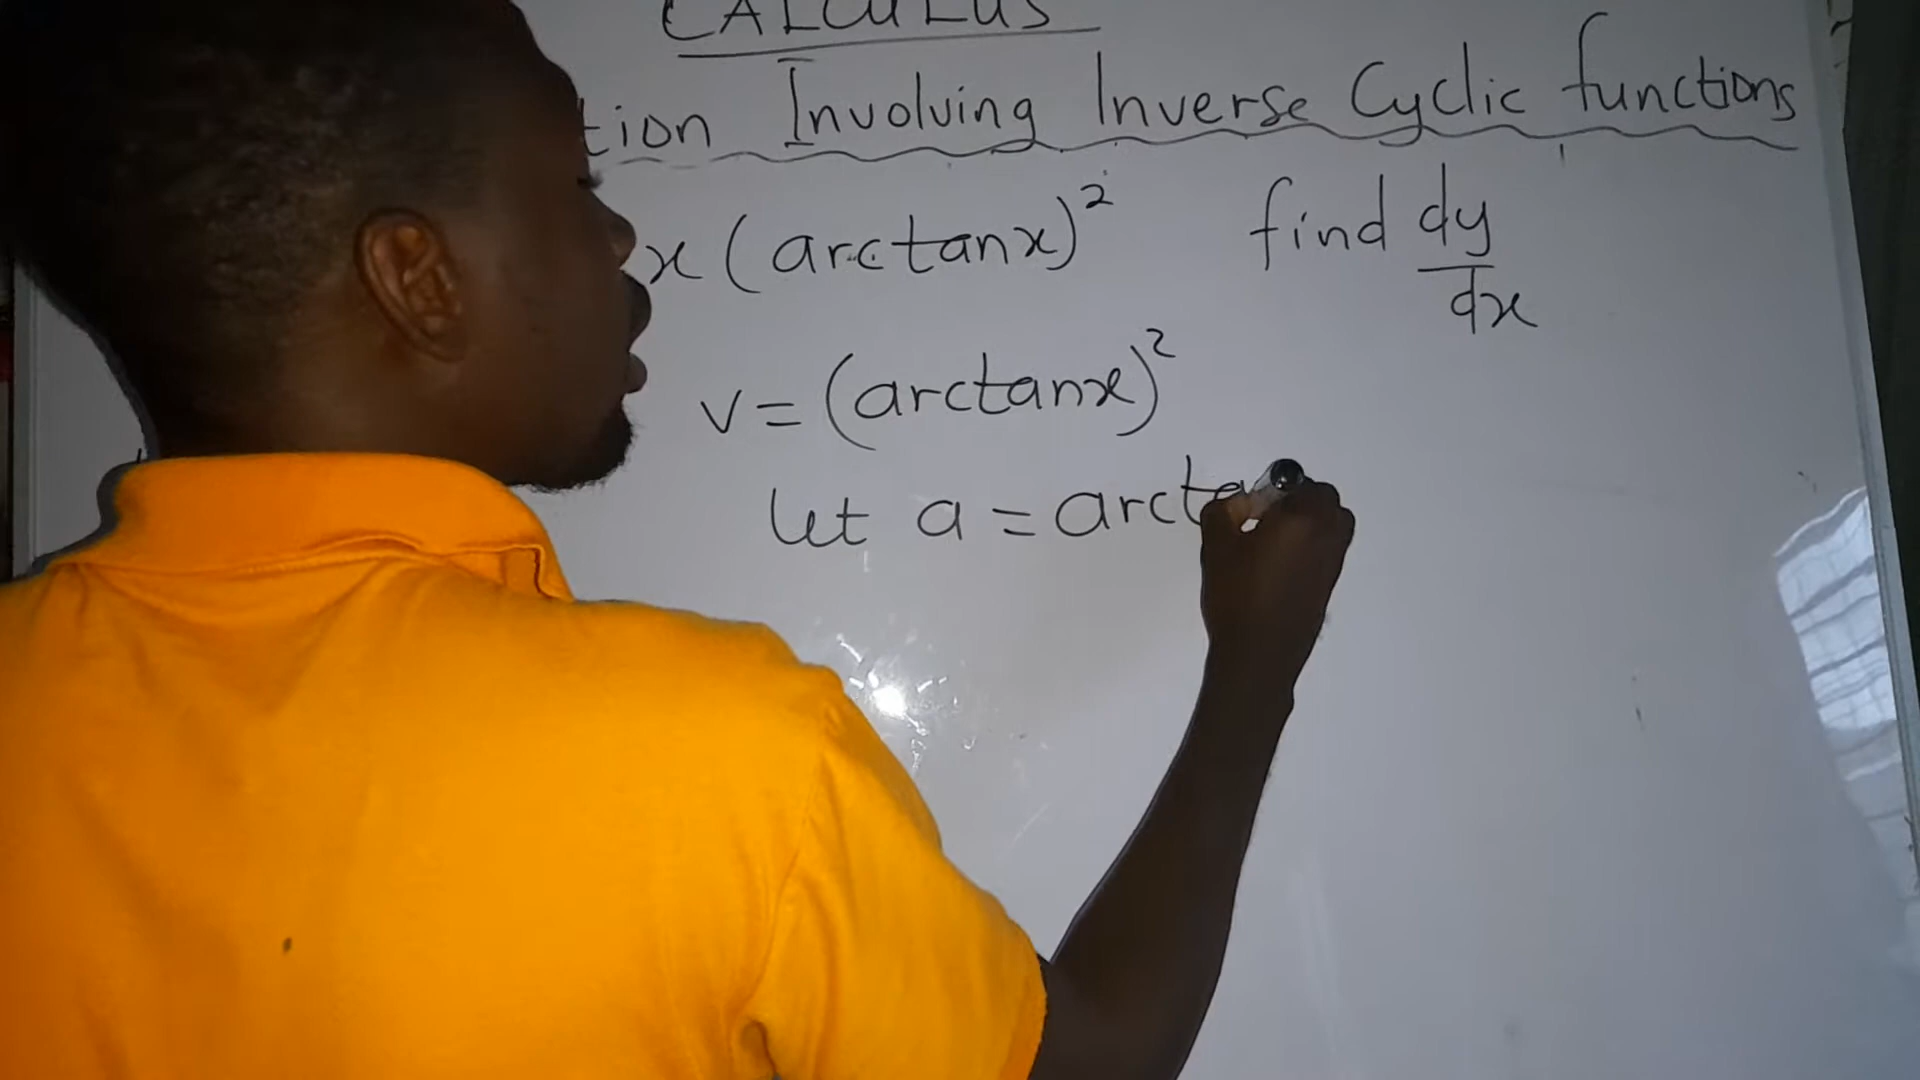 CALCULUS
tion Involving Inverse Cyclic functions
x (arctanx)² find dy/dx
v = (arctanx)²
let a = arcta